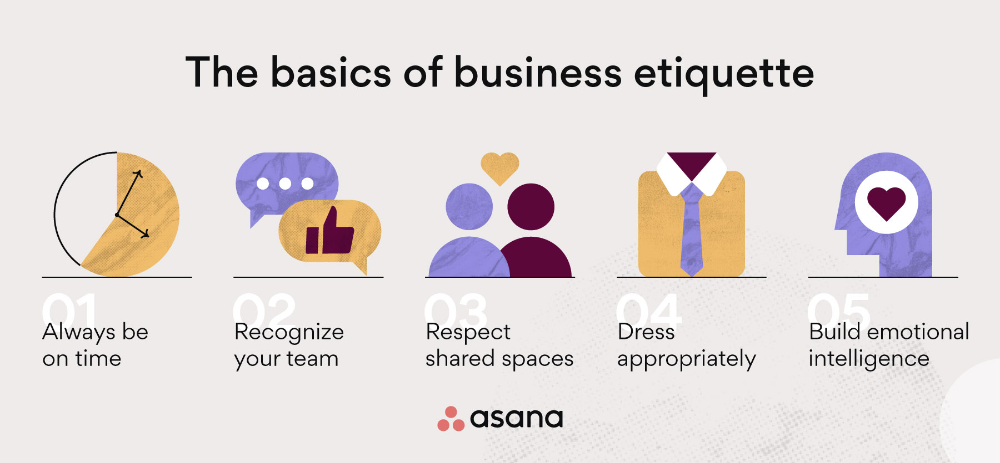 The basics of business etiquette
01
Always be
on time
02
Recognize
your team
03
Respect
shared spaces
04
Dress
appropriately
05
Build emotional
intelligence
asana